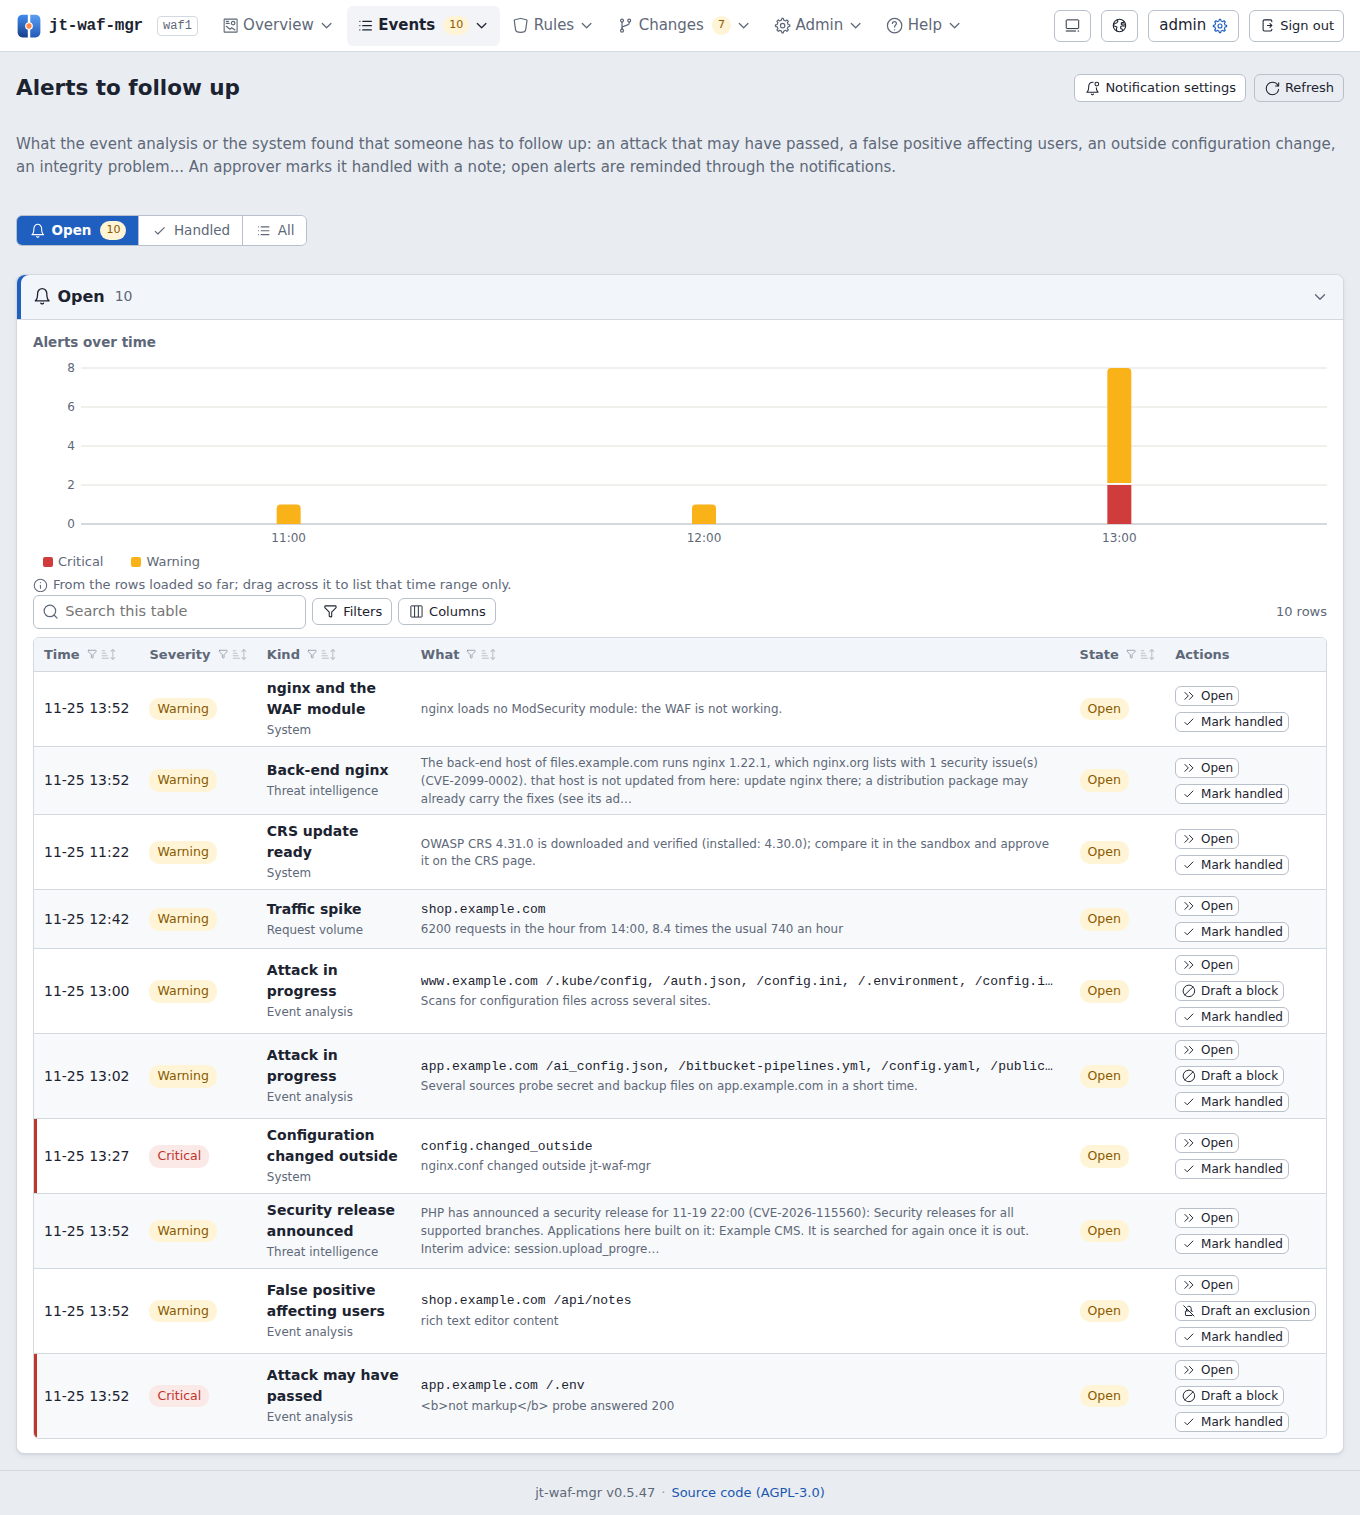 jt-waf-mgr waf1 Overview Events 10 Rules Changes 7 Admin Help admin Sign out
Alerts to follow up
Notification settings Refresh
What the event analysis or the system found that someone has to follow up: an attack that may have passed, a false positive affecting users, an outside configuration change,
an integrity problem... An approver marks it handled with a note; open alerts are reminded through the notifications.
Open 10 Handled All
Open 10
Alerts over time
8
6
4
2
0
11:00 12:00 13:00
Critical Warning
From the rows loaded so far; drag across it to list that time range only.
Search this table Filters Columns 10 rows
Time Severity Kind What State Actions
11-25 13:52 Warning nginx and the WAF module System nginx loads no ModSecurity module: the WAF is not working. Open Open
Mark handled
11-25 13:52 Warning Back-end nginx Threat intelligence The back-end host of files.example.com runs nginx 1.22.1, which nginx.org lists with 1 security issue(s)
(CVE-2099-0002). that host is not updated from here: update nginx there; a distribution package may
already carry the fixes (see its ad… Open Open
Mark handled
11-25 11:22 Warning CRS update ready System OWASP CRS 4.31.0 is downloaded and verified (installed: 4.30.0); compare it in the sandbox and approve
it on the CRS page. Open Open
Mark handled
11-25 12:42 Warning Traffic spike Request volume shop.example.com
6200 requests in the hour from 14:00, 8.4 times the usual 740 an hour Open Open
Mark handled
11-25 13:00 Warning Attack in progress Event analysis www.example.com /.kube/config, /auth.json, /config.ini, /.environment, /config.i…
Scans for configuration files across several sites. Open Open
Draft a block
Mark handled
11-25 13:02 Warning Attack in progress Event analysis app.example.com /ai_config.json, /bitbucket-pipelines.yml, /config.yaml, /public…
Several sources probe secret and backup files on app.example.com in a short time. Open Open
Draft a block
Mark handled
11-25 13:27 Critical Configuration changed outside System config.changed_outside
nginx.conf changed outside jt-waf-mgr Open Open
Mark handled
11-25 13:52 Warning Security release announced Threat intelligence PHP has announced a security release for 11-19 22:00 (CVE-2026-115560): Security releases for all
supported branches. Applications here built on it: Example CMS. It is searched for again once it is out.
Interim advice: session.upload_progre… Open Open
Mark handled
11-25 13:52 Warning False positive affecting users Event analysis shop.example.com /api/notes
rich text editor content Open Open
Draft an exclusion
Mark handled
11-25 13:52 Critical Attack may have passed Event analysis app.example.com /.env
&lt;b&gt;not markup&lt;/b&gt; probe answered 200 Open Open
Draft a block
Mark handled
jt-waf-mgr v0.5.47 · Source code (AGPL-3.0)